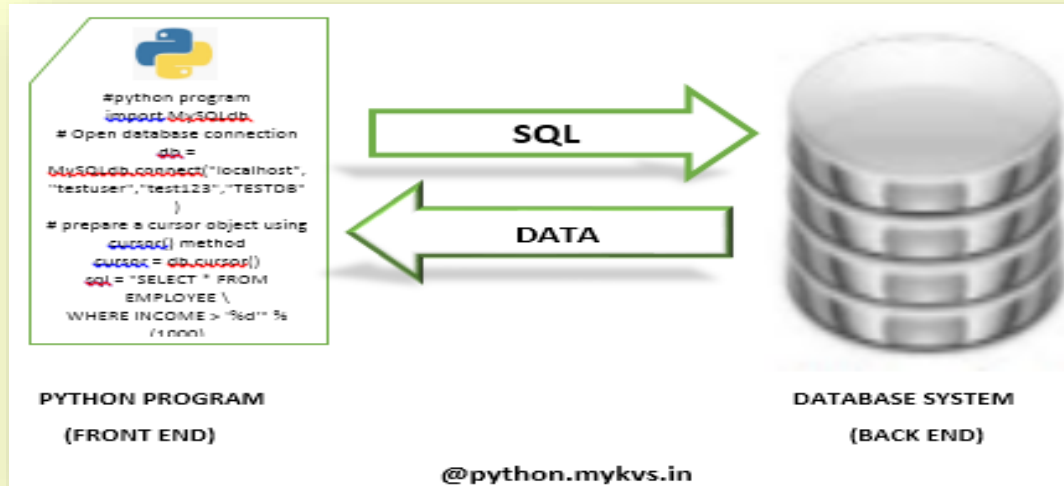 #python program
import MySQLdb
# Open database connection
db =
MySQLdb.connect("localhost",
"testuser","test123","TESTDB"
)
# prepare a cursor object using
cursor() method
cursor = db.cursor()
sql = "SELECT * FROM
EMPLOYEE \
WHERE INCOME > '%d'" %
(1000)
SQL
DATA
PYTHON PROGRAM
(FRONT END)
DATABASE SYSTEM
(BACK END)
@python.mykvs.in